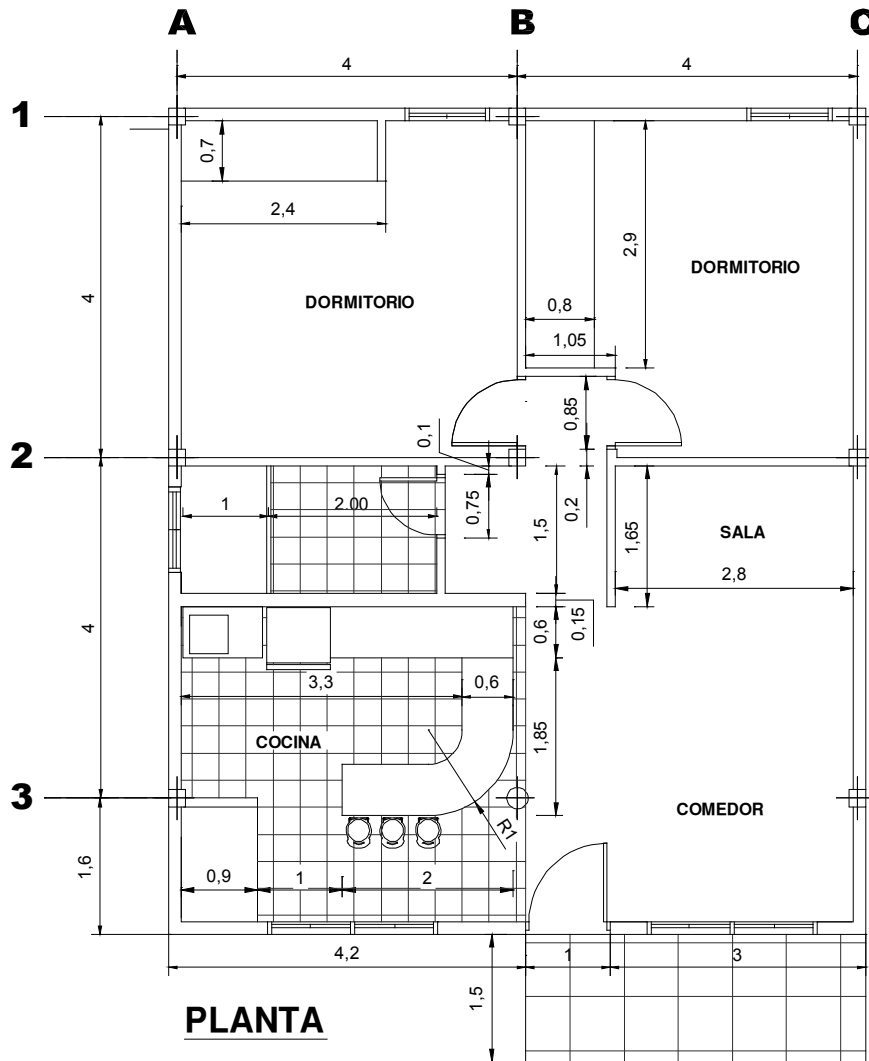 A B C
4 4
1
0,7
2,4
2,9
DORMITORIO
DORMITORIO
4
0,8
1,05
0,85
0,1
2
1 2.00
0,75
1,5
0,2
1,65
SALA
2,8
0,6
0,15
3,3 0,6
4
COCINA
1,85
3
COMEDOR
R1
1,6
0,9 1 2
4,2 1 3
1,5
PLANTA